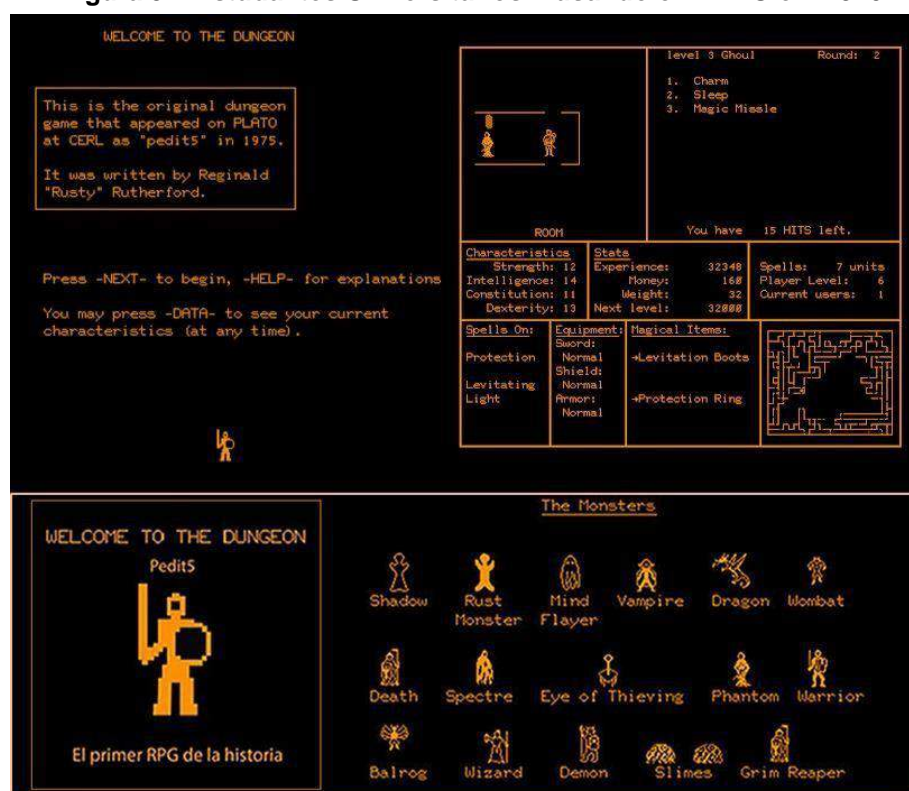 WELCOME TO THE DUNGEON
This is the original dungeon
game that appeared on PLATO
at CERL as "pedit5" in 1975.
It was written by Reginald
"Rusty" Rutherford.
Press -NEXT- to begin, -HELP- for explanations
You may press -DATA- to see your current
characteristics (at any time).
level 3 Ghoul Round: 2
1. Charm
2. Sleep
3. Magic Missle
ROOM
You have 15 HITS left.
Characteristics
Strength: 12
Intelligence: 14
Constitution: 11
Dexterity: 13
Stats
Experience: 32348
Money: 160
Weight: 32
Next level: 32000
Spells: 7 units
Player Level: 6
Current users: 1
Spells On:
Protection
Levitating
Light
Equipment:
Sword:
Normal
Shield:
Normal
Armor:
Normal
Magical Items:
→Levitation Boots
→Protection Ring
WELCOME TO THE DUNGEON
Pedit5
El primer RPG de la historia
The Monsters
Shadow
Rust
Monster
Mind
Flayer
Vampire
Dragon
Wombat
Death
Spectre
Eye of Thieving
Phantom
Warrior
Balrog
Wizard
Demon
Slimes
Grim Reaper